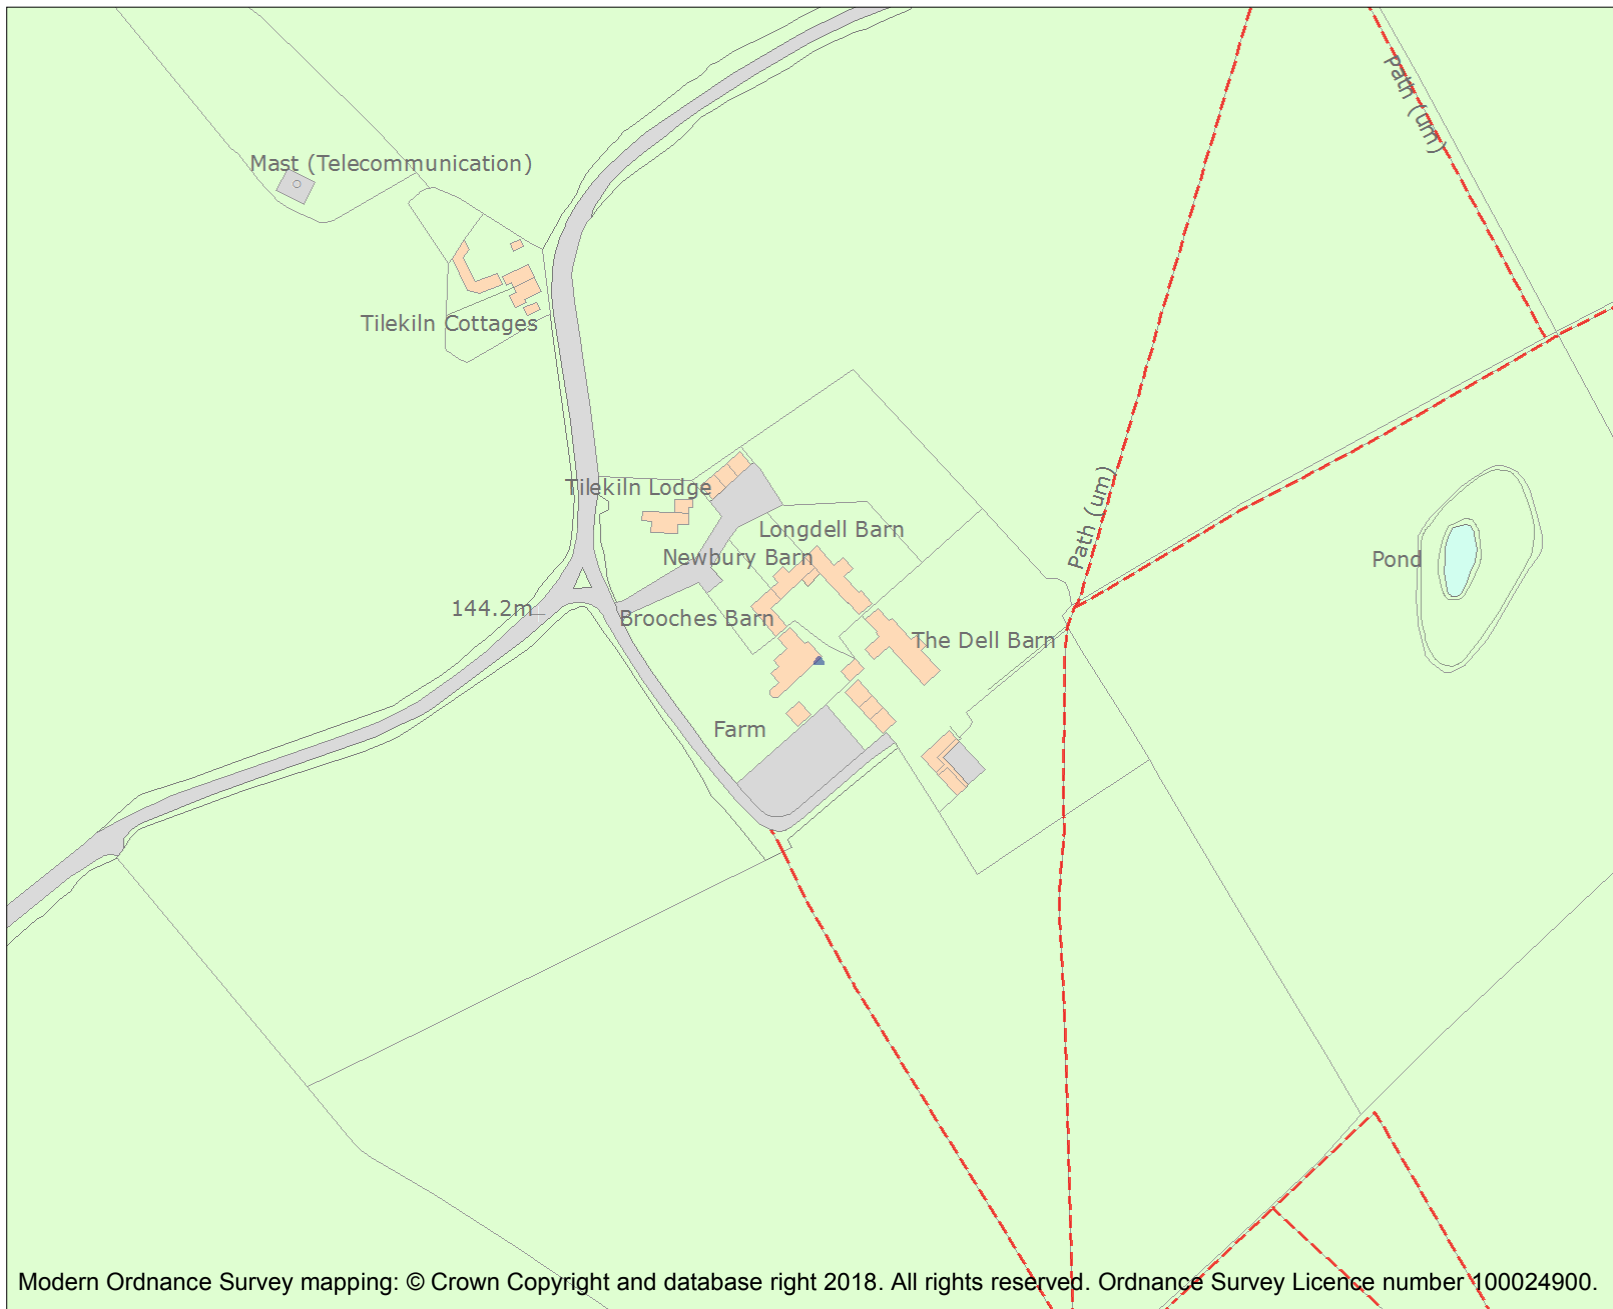 Path (um)
Mast (Telecommunication)
Tilekiln Cottages
Tilekiln Lodge
Path (um)
Longdell Barn
Newbury Barn
Pond
144.2m
Brooches Barn
The Dell Barn
Farm
Modern Ordnance Survey mapping: © Crown Copyright and database right 2018. All rights reserved. Ordnance Survey Licence number 100024900.